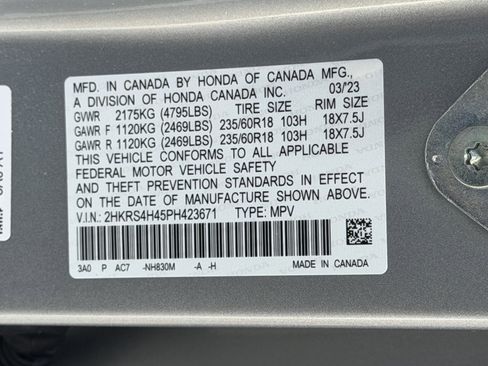 MFD. IN CANADA BY HONDA OF CANADA MFG.,
A DIVISION OF HONDA CANADA INC. 03/'23
GVWR 2175KG (4795LBS) TIRE SIZE RIM SIZE
GAWR F 1120KG (2469LBS) 235/60R18 103H 18X7.5J
GAWR R 1120KG (2469LBS) 235/60R18 103H 18X7.5J
THIS VEHICLE CONFORMS TO ALL APPLICABLE
FEDERAL MOTOR VEHICLE SAFETY
AND THEFT PREVENTION STANDARDS IN EFFECT
ON THE DATE OF MANUFACTURE SHOWN ABOVE.
V.I.N.: 2HKRS4H45PH423671 TYPE: MPV
3A0 P AC7 -NH830M -A -H MADE IN CANADA